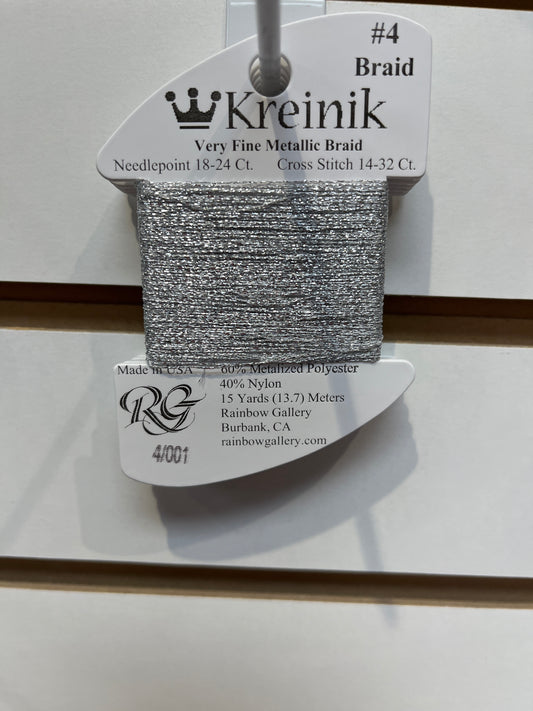 #4
Braid
Kreinik
Very Fine Metallic Braid
Needlepoint 18-24 Ct. Cross Stitch 14-32 Ct.
Made in USA 60% Metalized Polyester
40% Nylon
15 Yards (13.7) Meters
RG
Rainbow Gallery
Burbank, CA
rainbowgallery.com
4/001